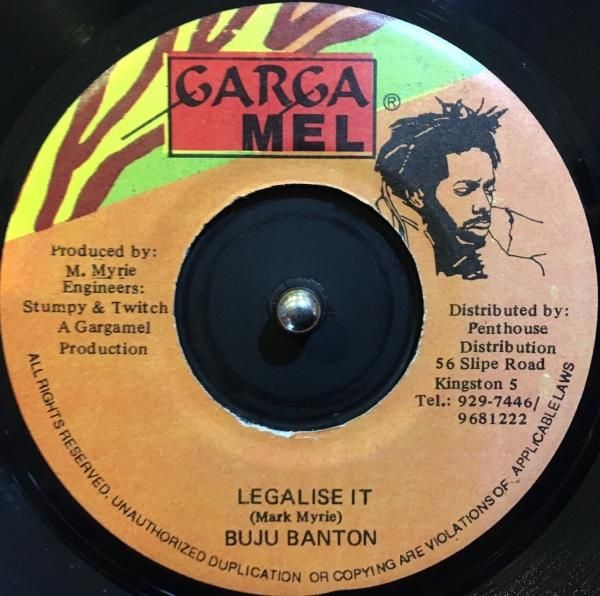 GARGA
MEL
®
Produced by:
M. Myrie
Engineers:
Stumpy & Twitch
A Gargamel
Production
Distributed by:
Penthouse
Distribution
56 Slipe Road
Kingston 5
Tel.: 929-7446/
9681222
LEGALISE IT
(Mark Myrie)
BUJU BANTON
ALL RIGHTS RESERVED. UNAUTHORIZED DUPLICATION OR COPYING ARE VIOLATIONS OF APPLICABLE LAWS